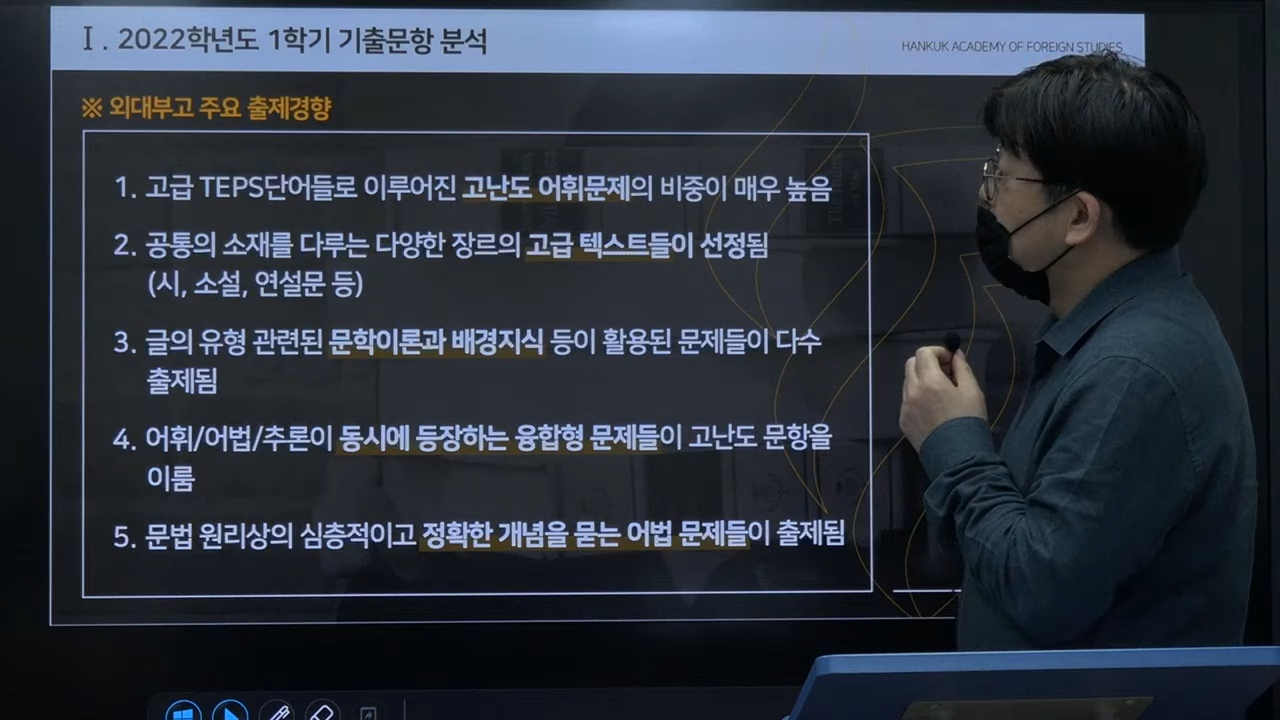 Ⅰ. 2022학년도 1학기 기출문항 분석
HANKUK ACADEMY OF FOREIGN STUDIES
※ 외대부고 주요 출제경향
1. 고급 TEPS단어들로 이루어진 고난도 어휘문제의 비중이 매우 높음
2. 공통의 소재를 다루는 다양한 장르의 고급 텍스트들이 선정됨
(시, 소설, 연설문 등)
3. 글의 유형 관련된 문학이론과 배경지식 등이 활용된 문제들이 다수
출제됨
4. 어휘/어법/추론이 동시에 등장하는 융합형 문제들이 고난도 문항을
이룸
5. 문법 원리상의 심층적이고 정확한 개념을 묻는 어법 문제들이 출제됨